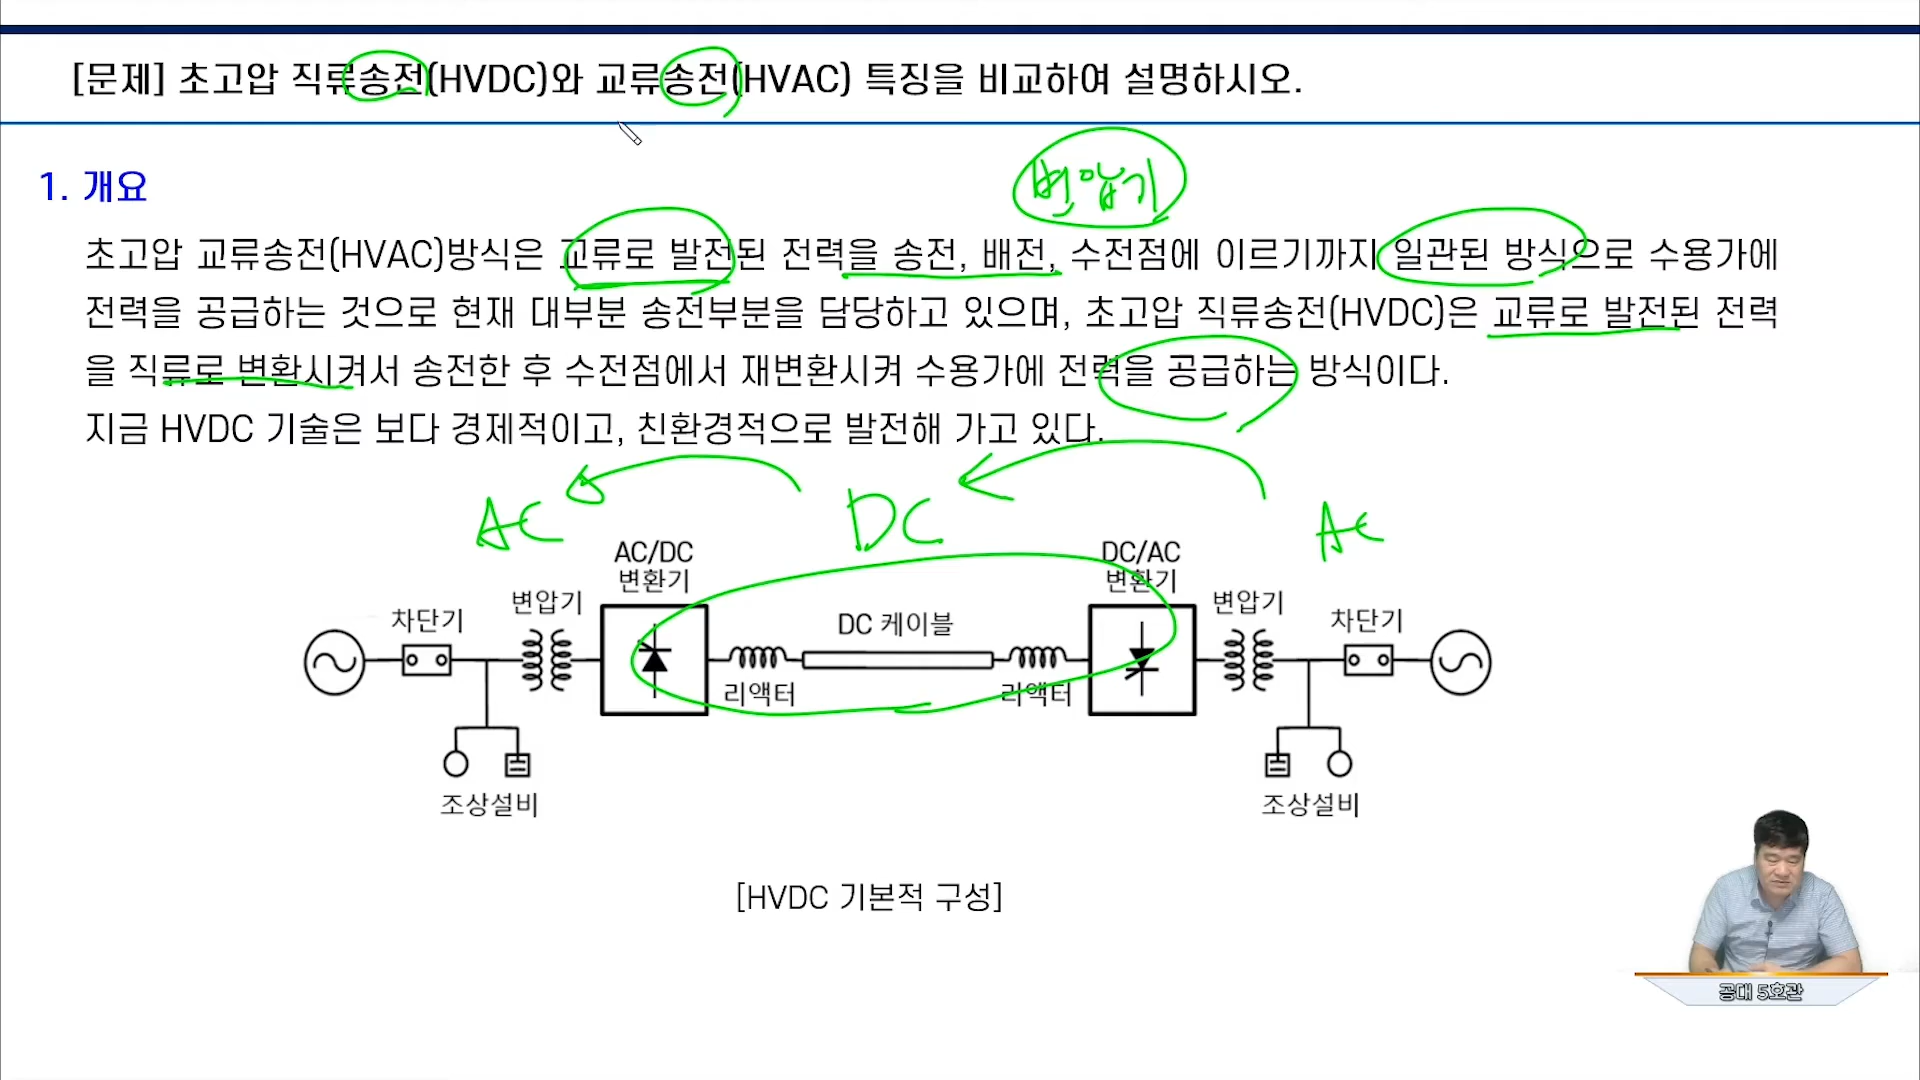 [문제] 초고압 직류송전(HVDC)와 교류송전(HVAC) 특징을 비교하여 설명하시오.
변압기
1. 개요
초고압 교류송전(HVAC)방식은 교류로 발전된 전력을 송전, 배전, 수전점에 이르기까지 일관된 방식으로 수용가에
전력을 공급하는 것으로 현재 대부분 송전부분을 담당하고 있으며, 초고압 직류송전(HVDC)은 교류로 발전된 전력
을 직류로 변환시켜서 송전한 후 수전점에서 재변환시켜 수용가에 전력을 공급하는 방식이다.
지금 HVDC 기술은 보다 경제적이고, 친환경적으로 발전해 가고 있다.
AC DC AC
AC/DC DC/AC
변환기 변환기
변압기 변압기
차단기 DC 케이블 차단기
리액터 리액터
조상설비 조상설비
[HVDC 기본적 구성]
공대 5호관